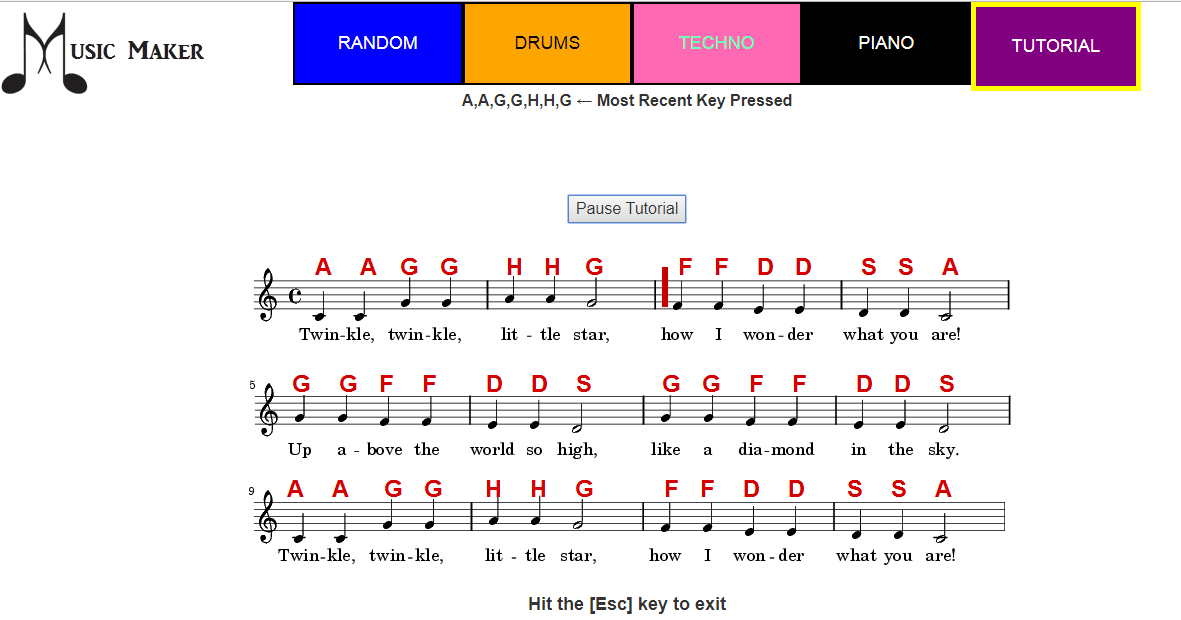 MUSIC MAKER
RANDOM DRUMS TECHNO PIANO TUTORIAL
A,A,G,G,H,H,G ← Most Recent Key Pressed
Pause Tutorial
A A G G H H G F F D D S S A
Twin-kle, twin-kle, lit - tle star, how I won-der what you are!
5
G G F F D D S G G F F D D S
Up a - bove the world so high, like a dia-mond in the sky.
9
A A G G H H G F F D D S S A
Twin-kle, twin-kle, lit - tle star, how I won-der what you are!
Hit the [Esc] key to exit